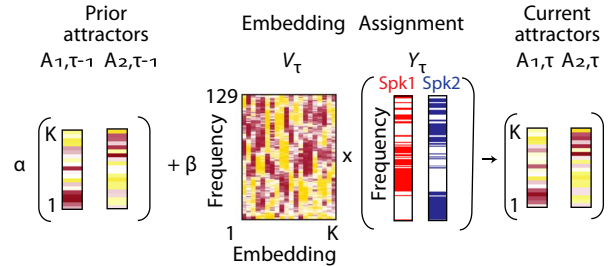 Prior attractors
A1,τ-1 A2,τ-1
Embedding
Vτ
Assignment
Yτ
Current attractors
A1,τ A2,τ
α
K
1
+ β
129
Frequency
1 K
Embedding
x
Spk1 Spk2
Frequency
→
K
1